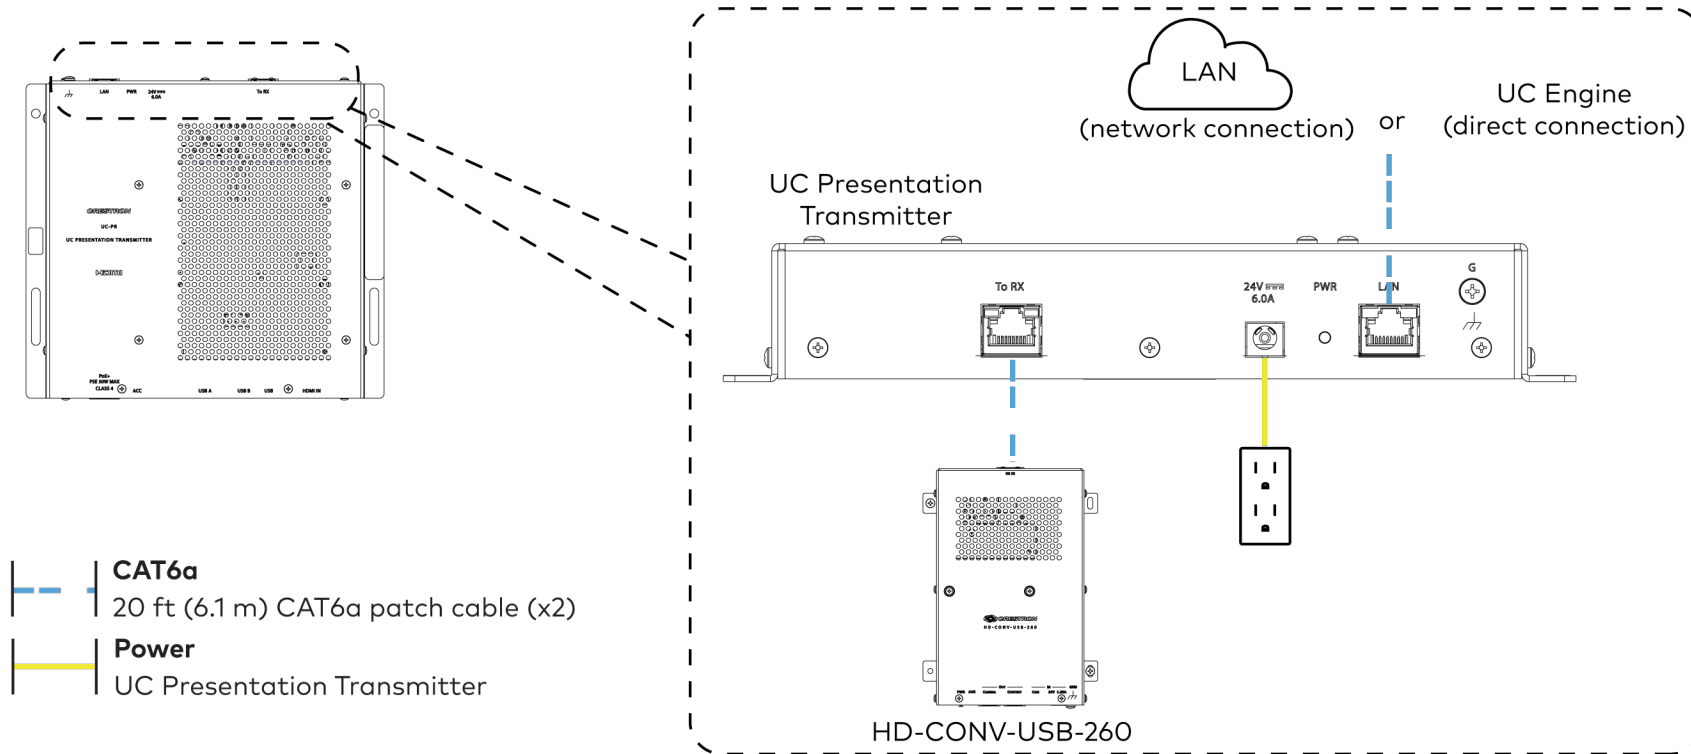 LAN PWR 24V 6.0A To RX
CRESTRON
UC-PR
UC PRESENTATION TRANSMITTER
HDMI
PoE+
PSE 30W MAX
CLASS 4 ACC USB A USB B USB HDMI IN
LAN
(network connection)
or
UC Engine
(direct connection)
UC Presentation
Transmitter
To RX
24V
6.0A
PWR
LAN
G
CRESTRON
HD-CONV-USB-260
HD-CONV-USB-260
CAT6a
20 ft (6.1 m) CAT6a patch cable (x2)
Power
UC Presentation Transmitter